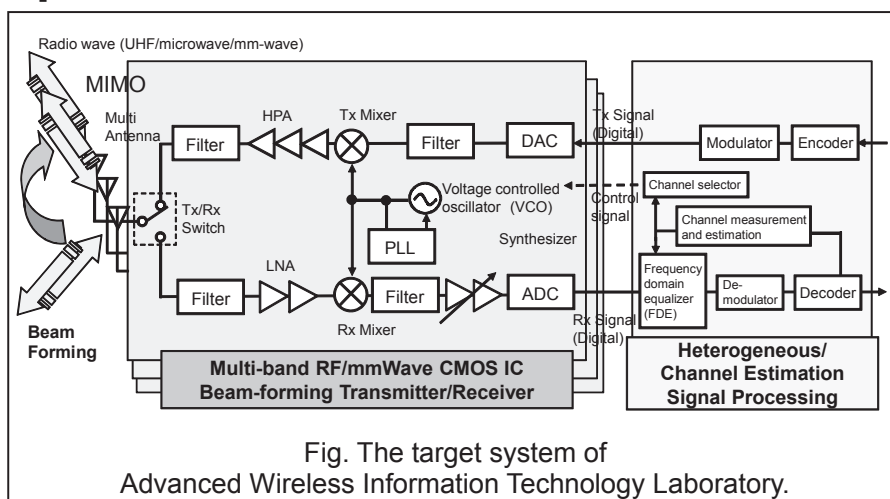 Radio wave (UHF/microwave/mm-wave)
MIMO
Multi
Antenna
Filter
HPA
Tx Mixer
Filter
DAC
Tx Signal
(Digital)
Modulator
Encoder
Tx/Rx
Switch
Voltage controlled
oscillator (VCO)
PLL
Synthesizer
Control
signal
Channel selector
Channel measurement
and estimation
Filter
LNA
Rx Mixer
Filter
ADC
Rx Signal
(Digital)
Frequency
domain
equalizer
(FDE)
De-
modulator
Decoder
Beam
Forming
Multi-band RF/mmWave CMOS IC
Beam-forming Transmitter/Receiver
Heterogeneous/
Channel Estimation
Signal Processing
Fig. The target system of
Advanced Wireless Information Technology Laboratory.